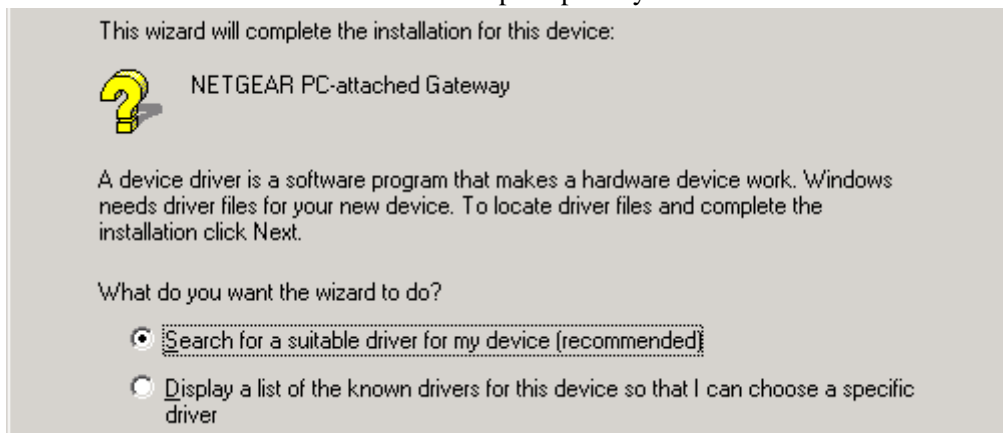 This wizard will complete the installation for this device:
NETGEAR PC-attached Gateway
A device driver is a software program that makes a hardware device work. Windows
needs driver files for your new device. To locate driver files and complete the
installation click Next.
What do you want the wizard to do?
Search for a suitable driver for my device (recommended)
Display a list of the known drivers for this device so that I can choose a specific
driver